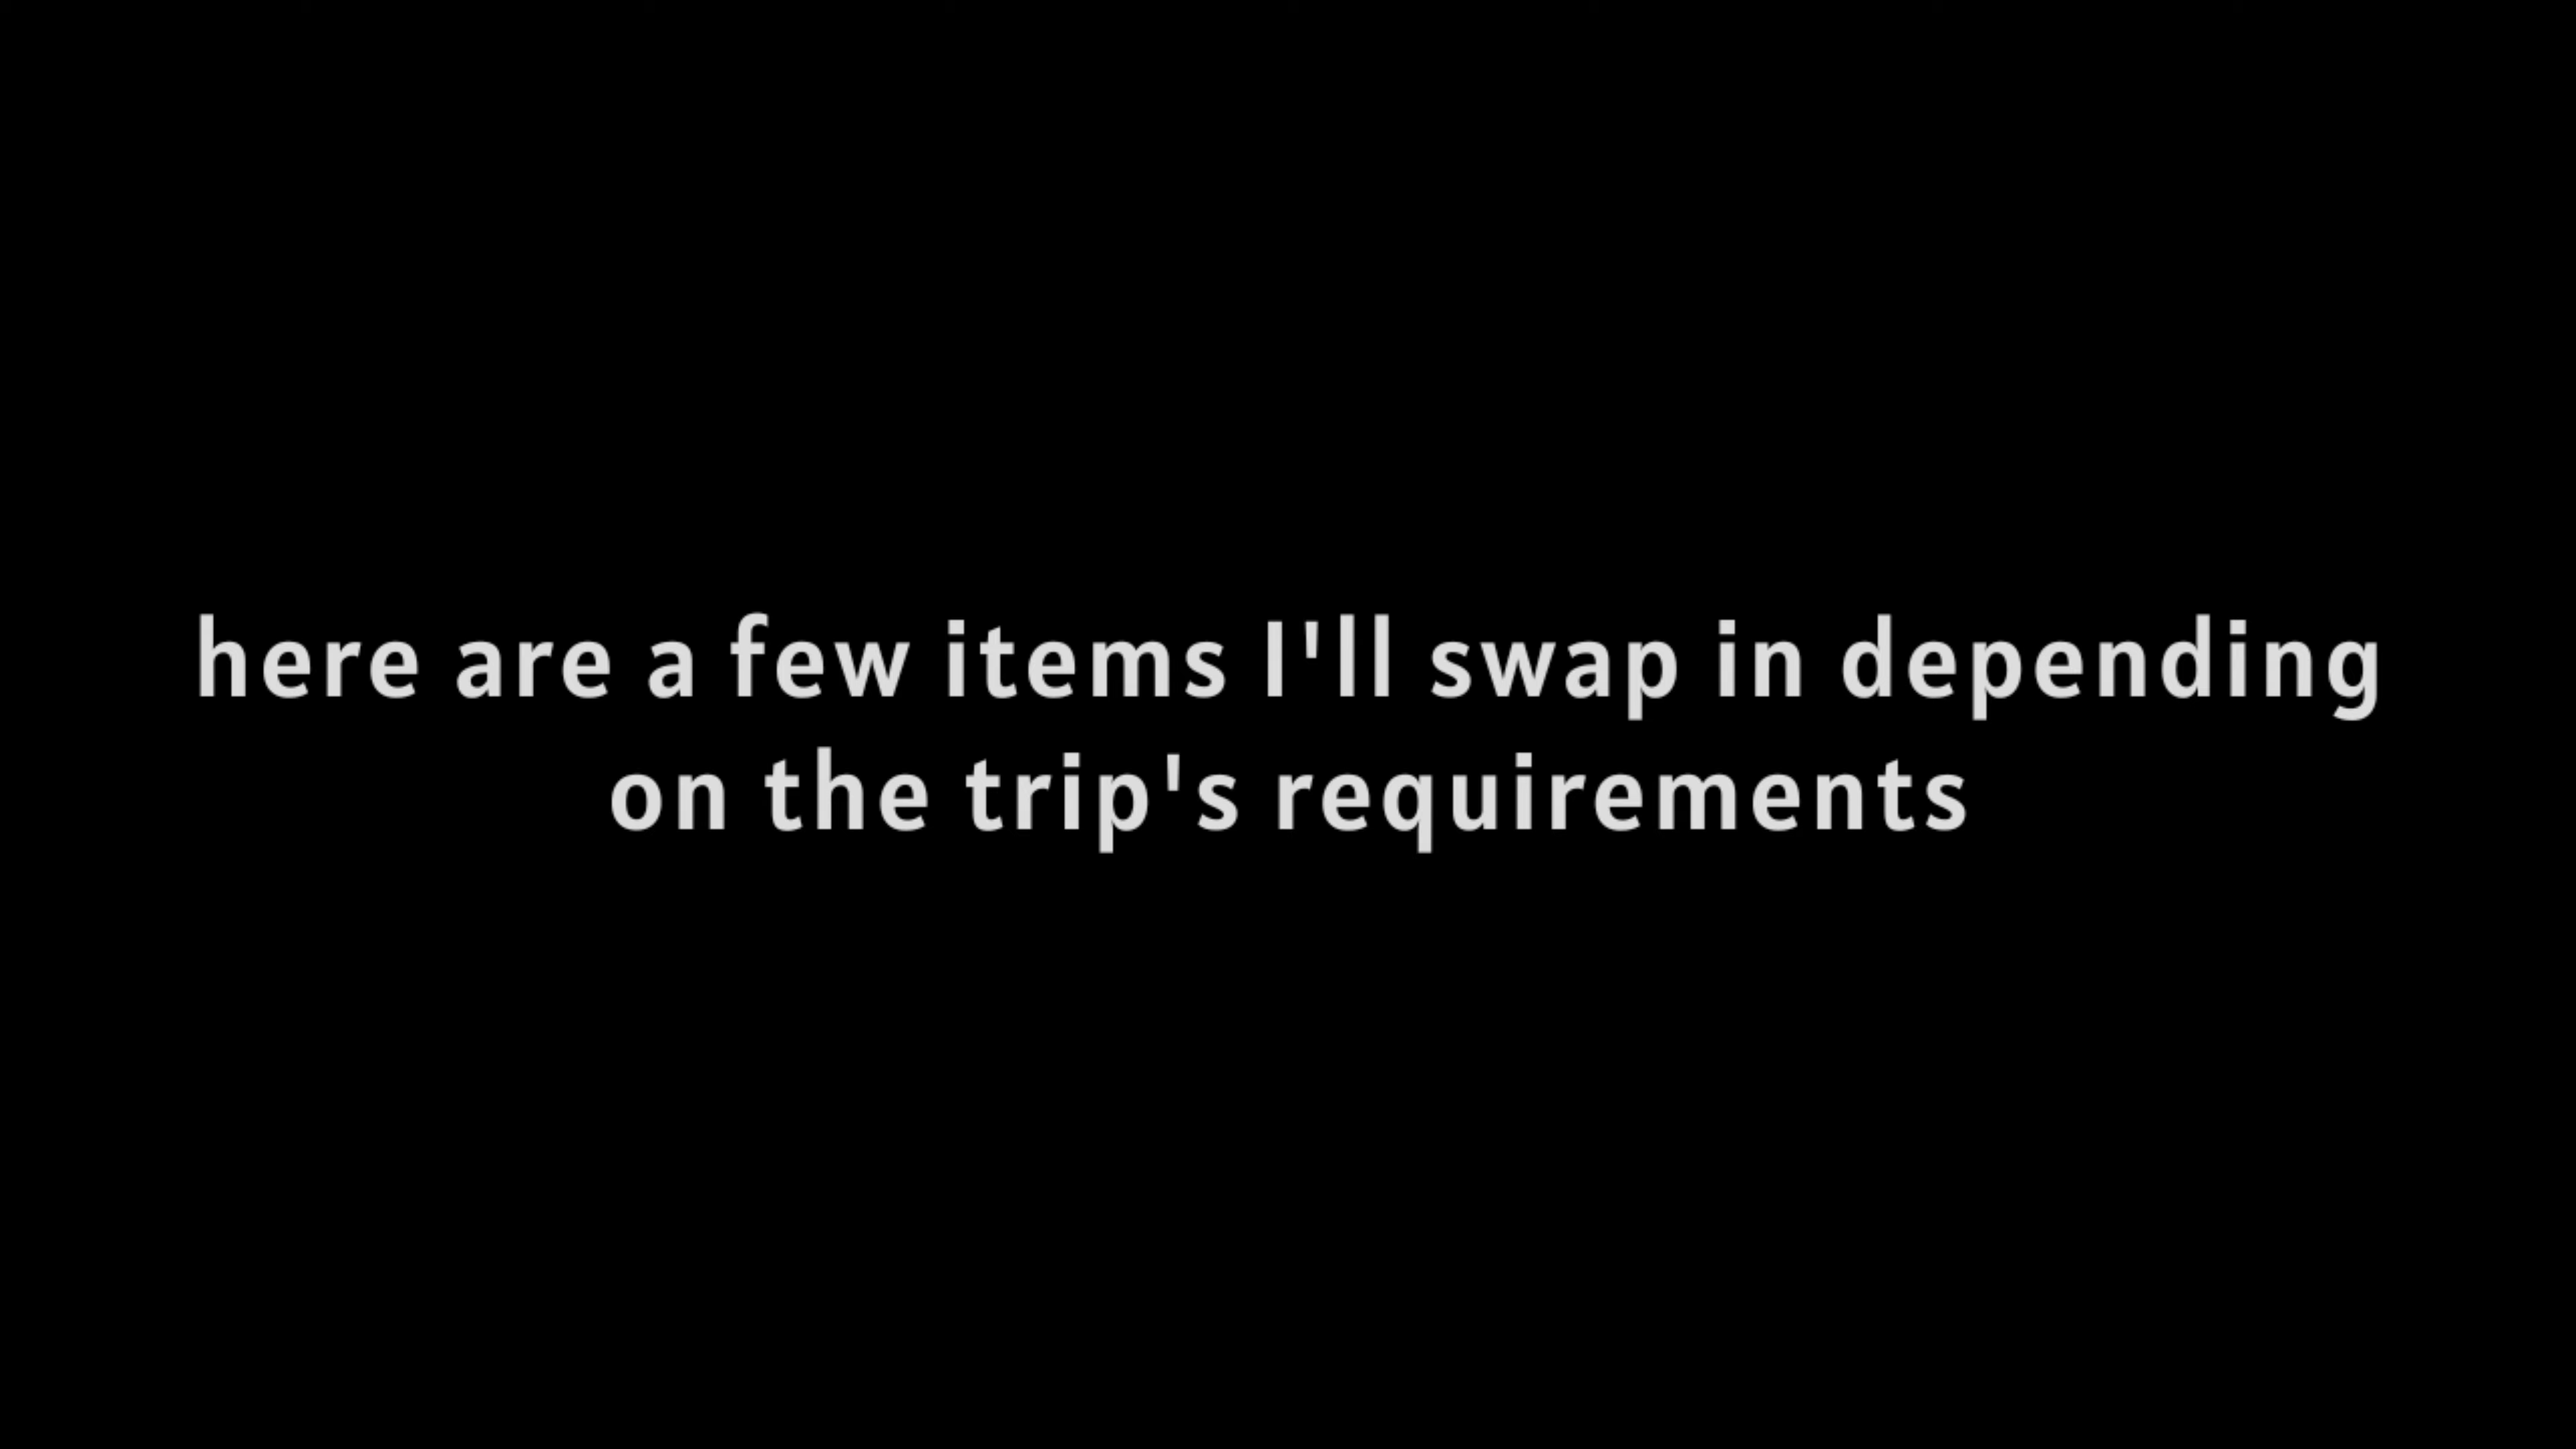 here are a few items I'll swap in depending
on the trip's requirements